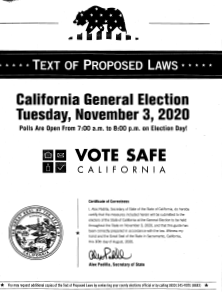 TEXT OF PROPOSED LAWS
California General Election
Tuesday, November 3, 2020
Polls Are Open From 7:00 a.m. to 8:00 p.m. on Election Day!
VOTE SAFE
CALIFORNIA
Certificate of Correctness
I, Alex Padilla, Secretary of State of the State of California, do hereby
certify that the measures included herein will be submitted to the
electors of the State of California at the General Election to be held
throughout the State on November 3, 2020, and that this guide has
been correctly prepared in accordance with the law. Witness my
hand and the Great Seal of the State in Sacramento, California,
this 10th day of August, 2020.
Alex Padilla, Secretary of State
You may request additional copies of the Text of Proposed Laws by contacting your county elections official or by calling (800) 345-VOTE (8683)